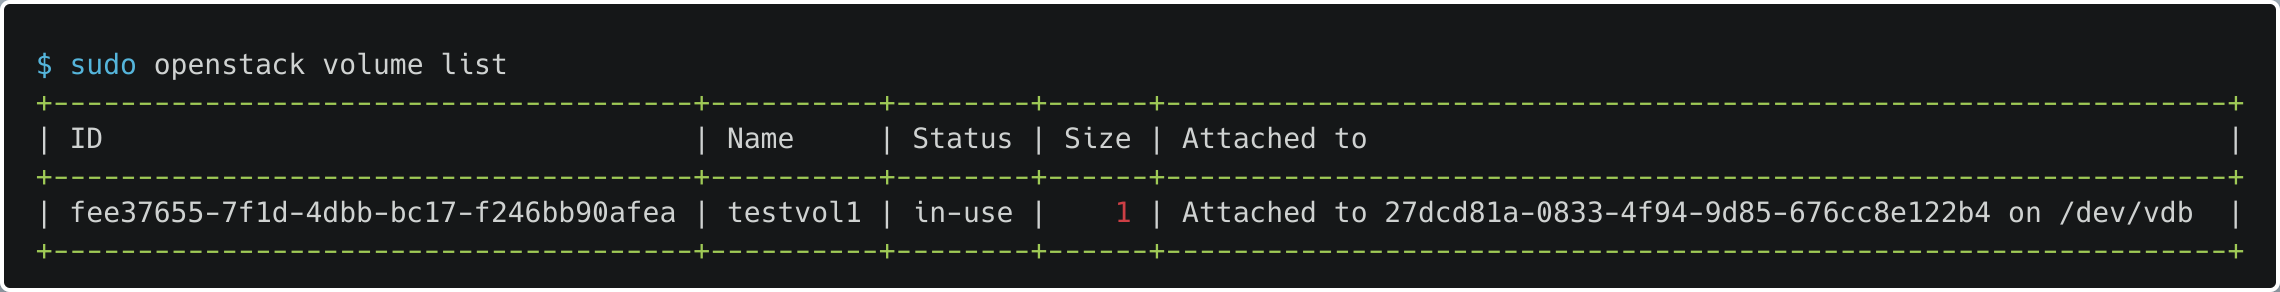 $ sudo openstack volume list
+--------------------------------------+----------+--------+------+---------------------------------------------------------------+
| ID                                   | Name     | Status | Size | Attached to                                                   |
+--------------------------------------+----------+--------+------+---------------------------------------------------------------+
| fee37655-7f1d-4dbb-bc17-f246bb90afea | testvol1 | in-use |    1 | Attached to 27dcd81a-0833-4f94-9d85-676cc8e122b4 on /dev/vdb  |
+--------------------------------------+----------+--------+------+---------------------------------------------------------------+